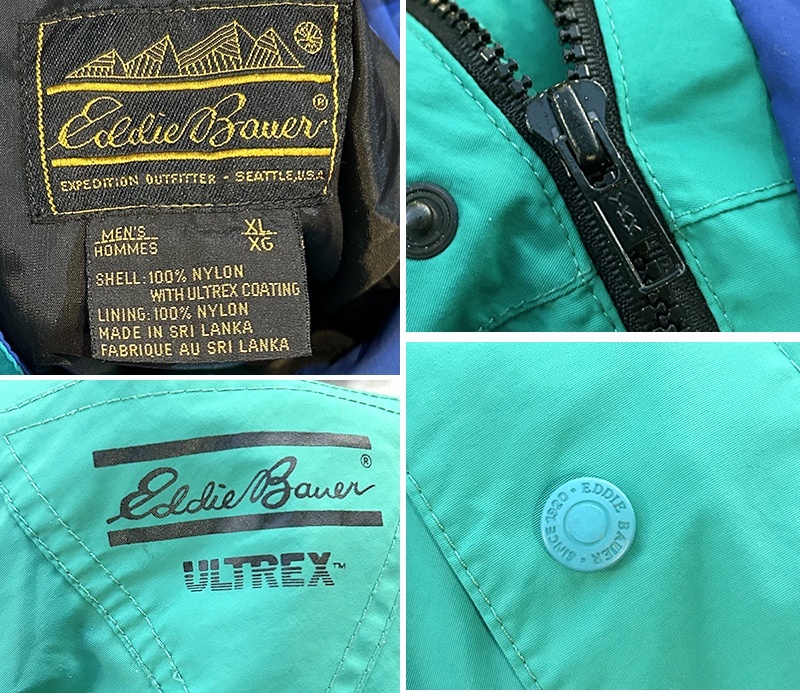 Eddie Bauer®
EXPEDITION OUTFITTER - SEATTLE, U.S.A.
MEN'S XL
HOMMES XG
SHELL: 100% NYLON
WITH ULTREX COATING
LINING: 100% NYLON
MADE IN SRI LANKA
FABRIQUE AU SRI LANKA
YKK
Eddie Bauer®
ULTREX™
EDDIE BAUER • SINCE 1920 •